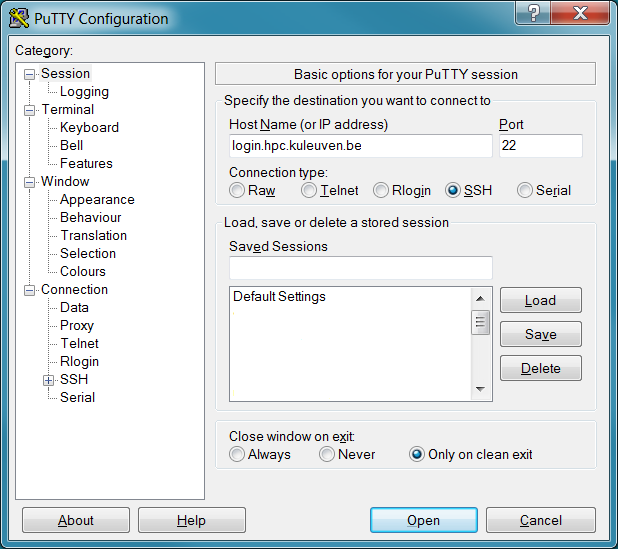 PuTTY Configuration
Category:
Session
Logging
Terminal
Keyboard
Bell
Features
Window
Appearance
Behaviour
Translation
Selection
Colours
Connection
Data
Proxy
Telnet
Rlogin
SSH
Serial
Basic options for your PuTTY session
Specify the destination you want to connect to
Host Name (or IP address) Port
login.hpc.kuleuven.be 22
Connection type:
Raw Telnet Rlogin SSH Serial
Load, save or delete a stored session
Saved Sessions
Default Settings
Load
Save
Delete
Close window on exit:
Always Never Only on clean exit
About Help Open Cancel